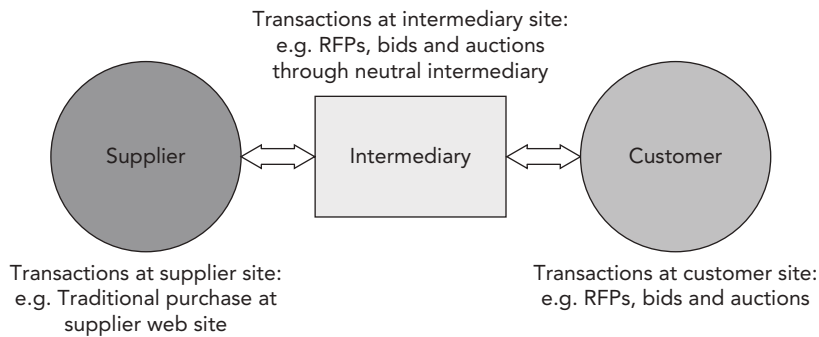 Transactions at intermediary site:
e.g. RFPs, bids and auctions
through neutral intermediary
Supplier
Intermediary
Customer
Transactions at supplier site:
e.g. Traditional purchase at
supplier web site
Transactions at customer site:
e.g. RFPs, bids and auctions